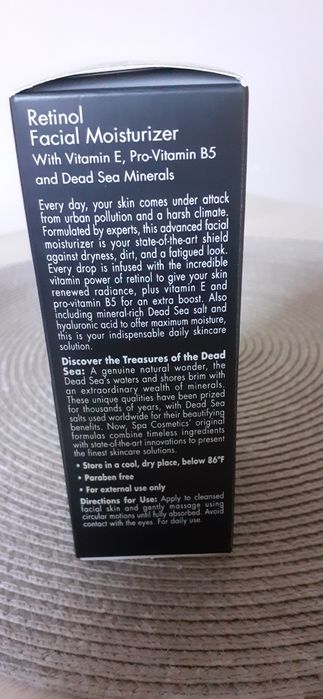 Retinol
Facial Moisturizer
With Vitamin E, Pro-Vitamin B5
and Dead Sea Minerals
Every day, your skin comes under attack
from urban pollution and a harsh climate.
Formulated by experts, this advanced facial
moisturizer is your state-of-the-art shield
against dryness, dirt, and a fatigued look.
Every drop is infused with the incredible
vitamin power of retinol to give your skin
renewed radiance, plus vitamin E and
pro-vitamin B5 for an extra boost. Also
including mineral-rich Dead Sea salt and
hyaluronic acid to offer maximum moisture,
this is your indispensable daily skincare
solution.
Discover the Treasures of the Dead
Sea: A genuine natural wonder, the
Dead Sea's waters and shores brim with
an extraordinary wealth of minerals.
These unique qualities have been prized
for thousands of years, with Dead Sea
salts used worldwide for their beautifying
benefits. Now, Spa Cosmetics' original
formulas combine timeless ingredients
with state-of-the-art innovations to present
the finest skincare solutions.
• Store in a cool, dry place, below 86°F
• Paraben free
• For external use only
Directions for Use: Apply to cleansed
facial skin and gently massage using
circular motions until fully absorbed. Avoid
contact with the eyes. For daily use.